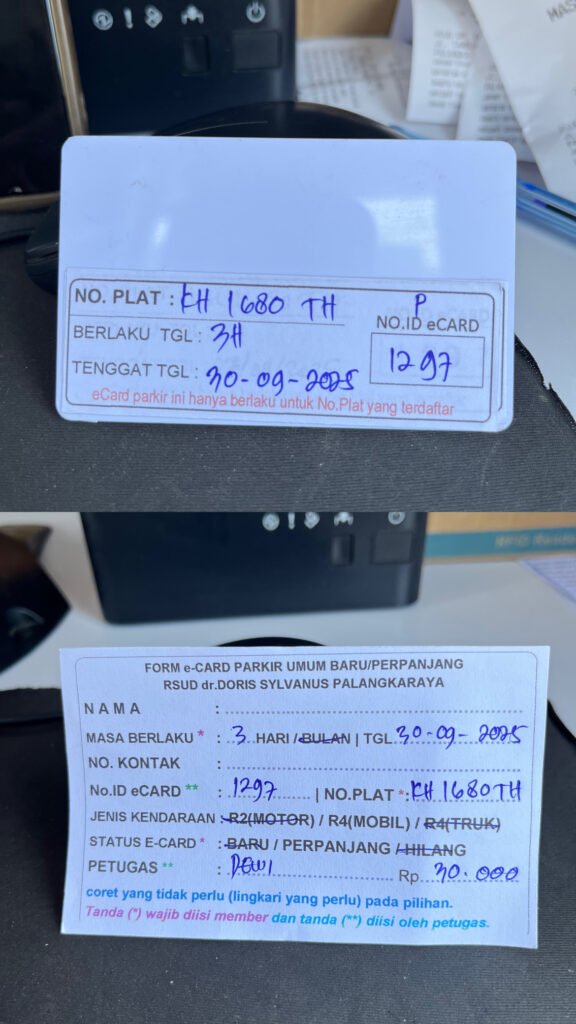 NO. PLAT : KH 1680 TH
P
NO.ID eCARD
BERLAKU TGL : 3H
1297
TENGGAT TGL : 30-09-2025
eCard parkir ini hanya berlaku untuk No.Plat yang terdaftar
FORM e-CARD PARKIR UMUM BARU/PERPANJANG
RSUD dr.DORIS SYLVANUS PALANGKARAYA
NAMA :
MASA BERLAKU * : 3 HARI / BULAN | TGL 30-09-2025
NO. KONTAK :
No.ID eCARD ** : 1297 | NO.PLAT *: KH 1680 TH
JENIS KENDARAAN : R2(MOTOR) / R4(MOBIL) / R4(TRUK)
STATUS E-CARD * : BARU / PERPANJANG / HILANG
PETUGAS ** : DEWI Rp. 30.000
coret yang tidak perlu (lingkari yang perlu) pada pilihan.
Tanda (*) wajib diisi member dan tanda (**) diisi oleh petugas.